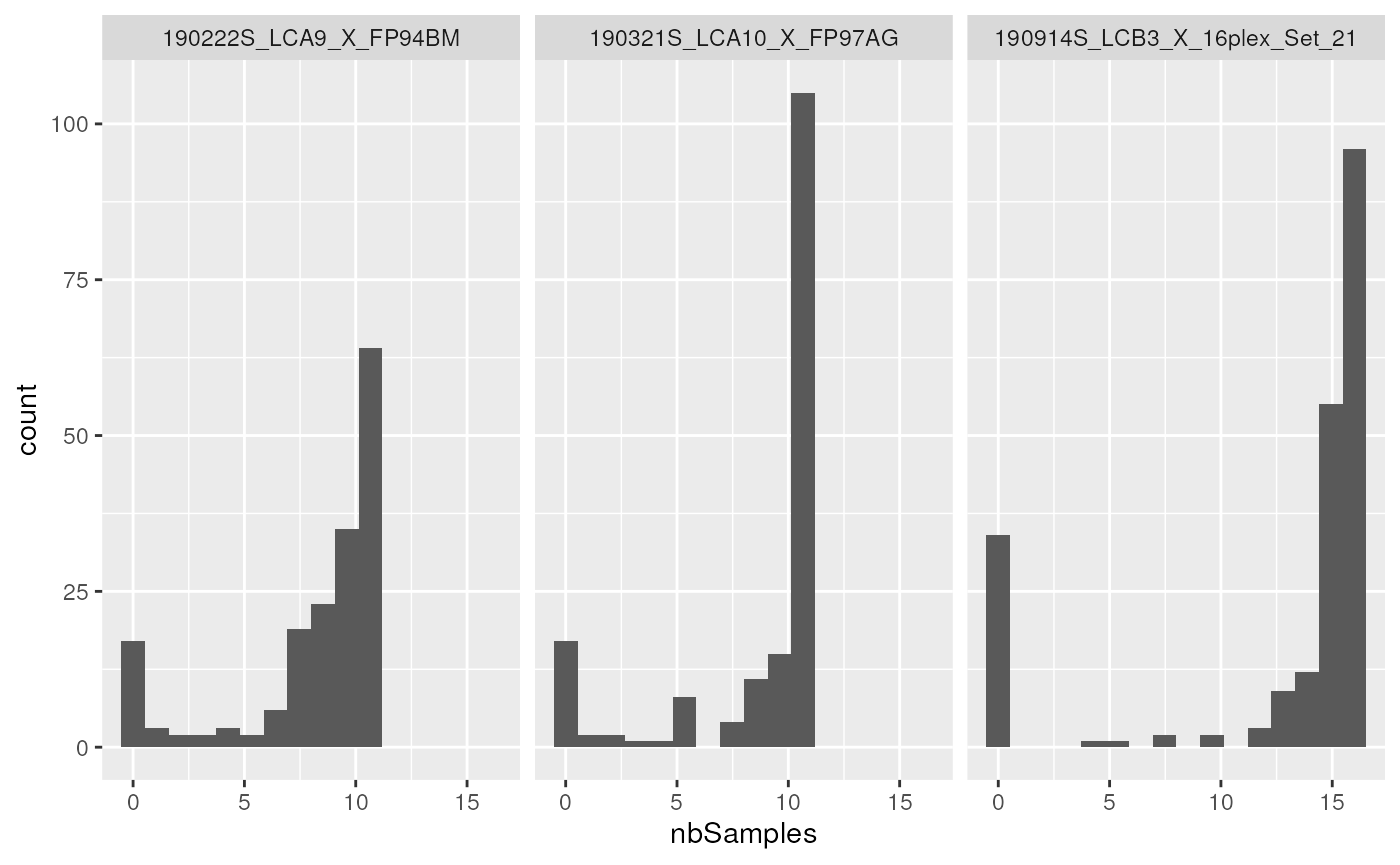 190222S_LCA9_X_FP94BM
190321S_LCA10_X_FP97AG
190914S_LCB3_X_16plex_Set_21
100
75
50
25
0
count
0 5 10 15
0 5 10 15
0 5 10 15
nbSamples